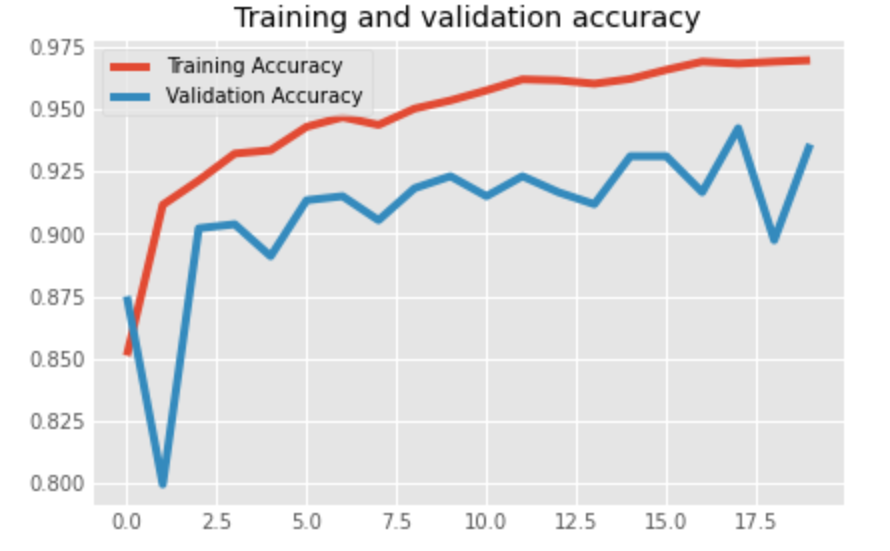 Training and validation accuracy
Training Accuracy
Validation Accuracy
0.975
0.950
0.925
0.900
0.875
0.850
0.825
0.800
0.0 2.5 5.0 7.5 10.0 12.5 15.0 17.5